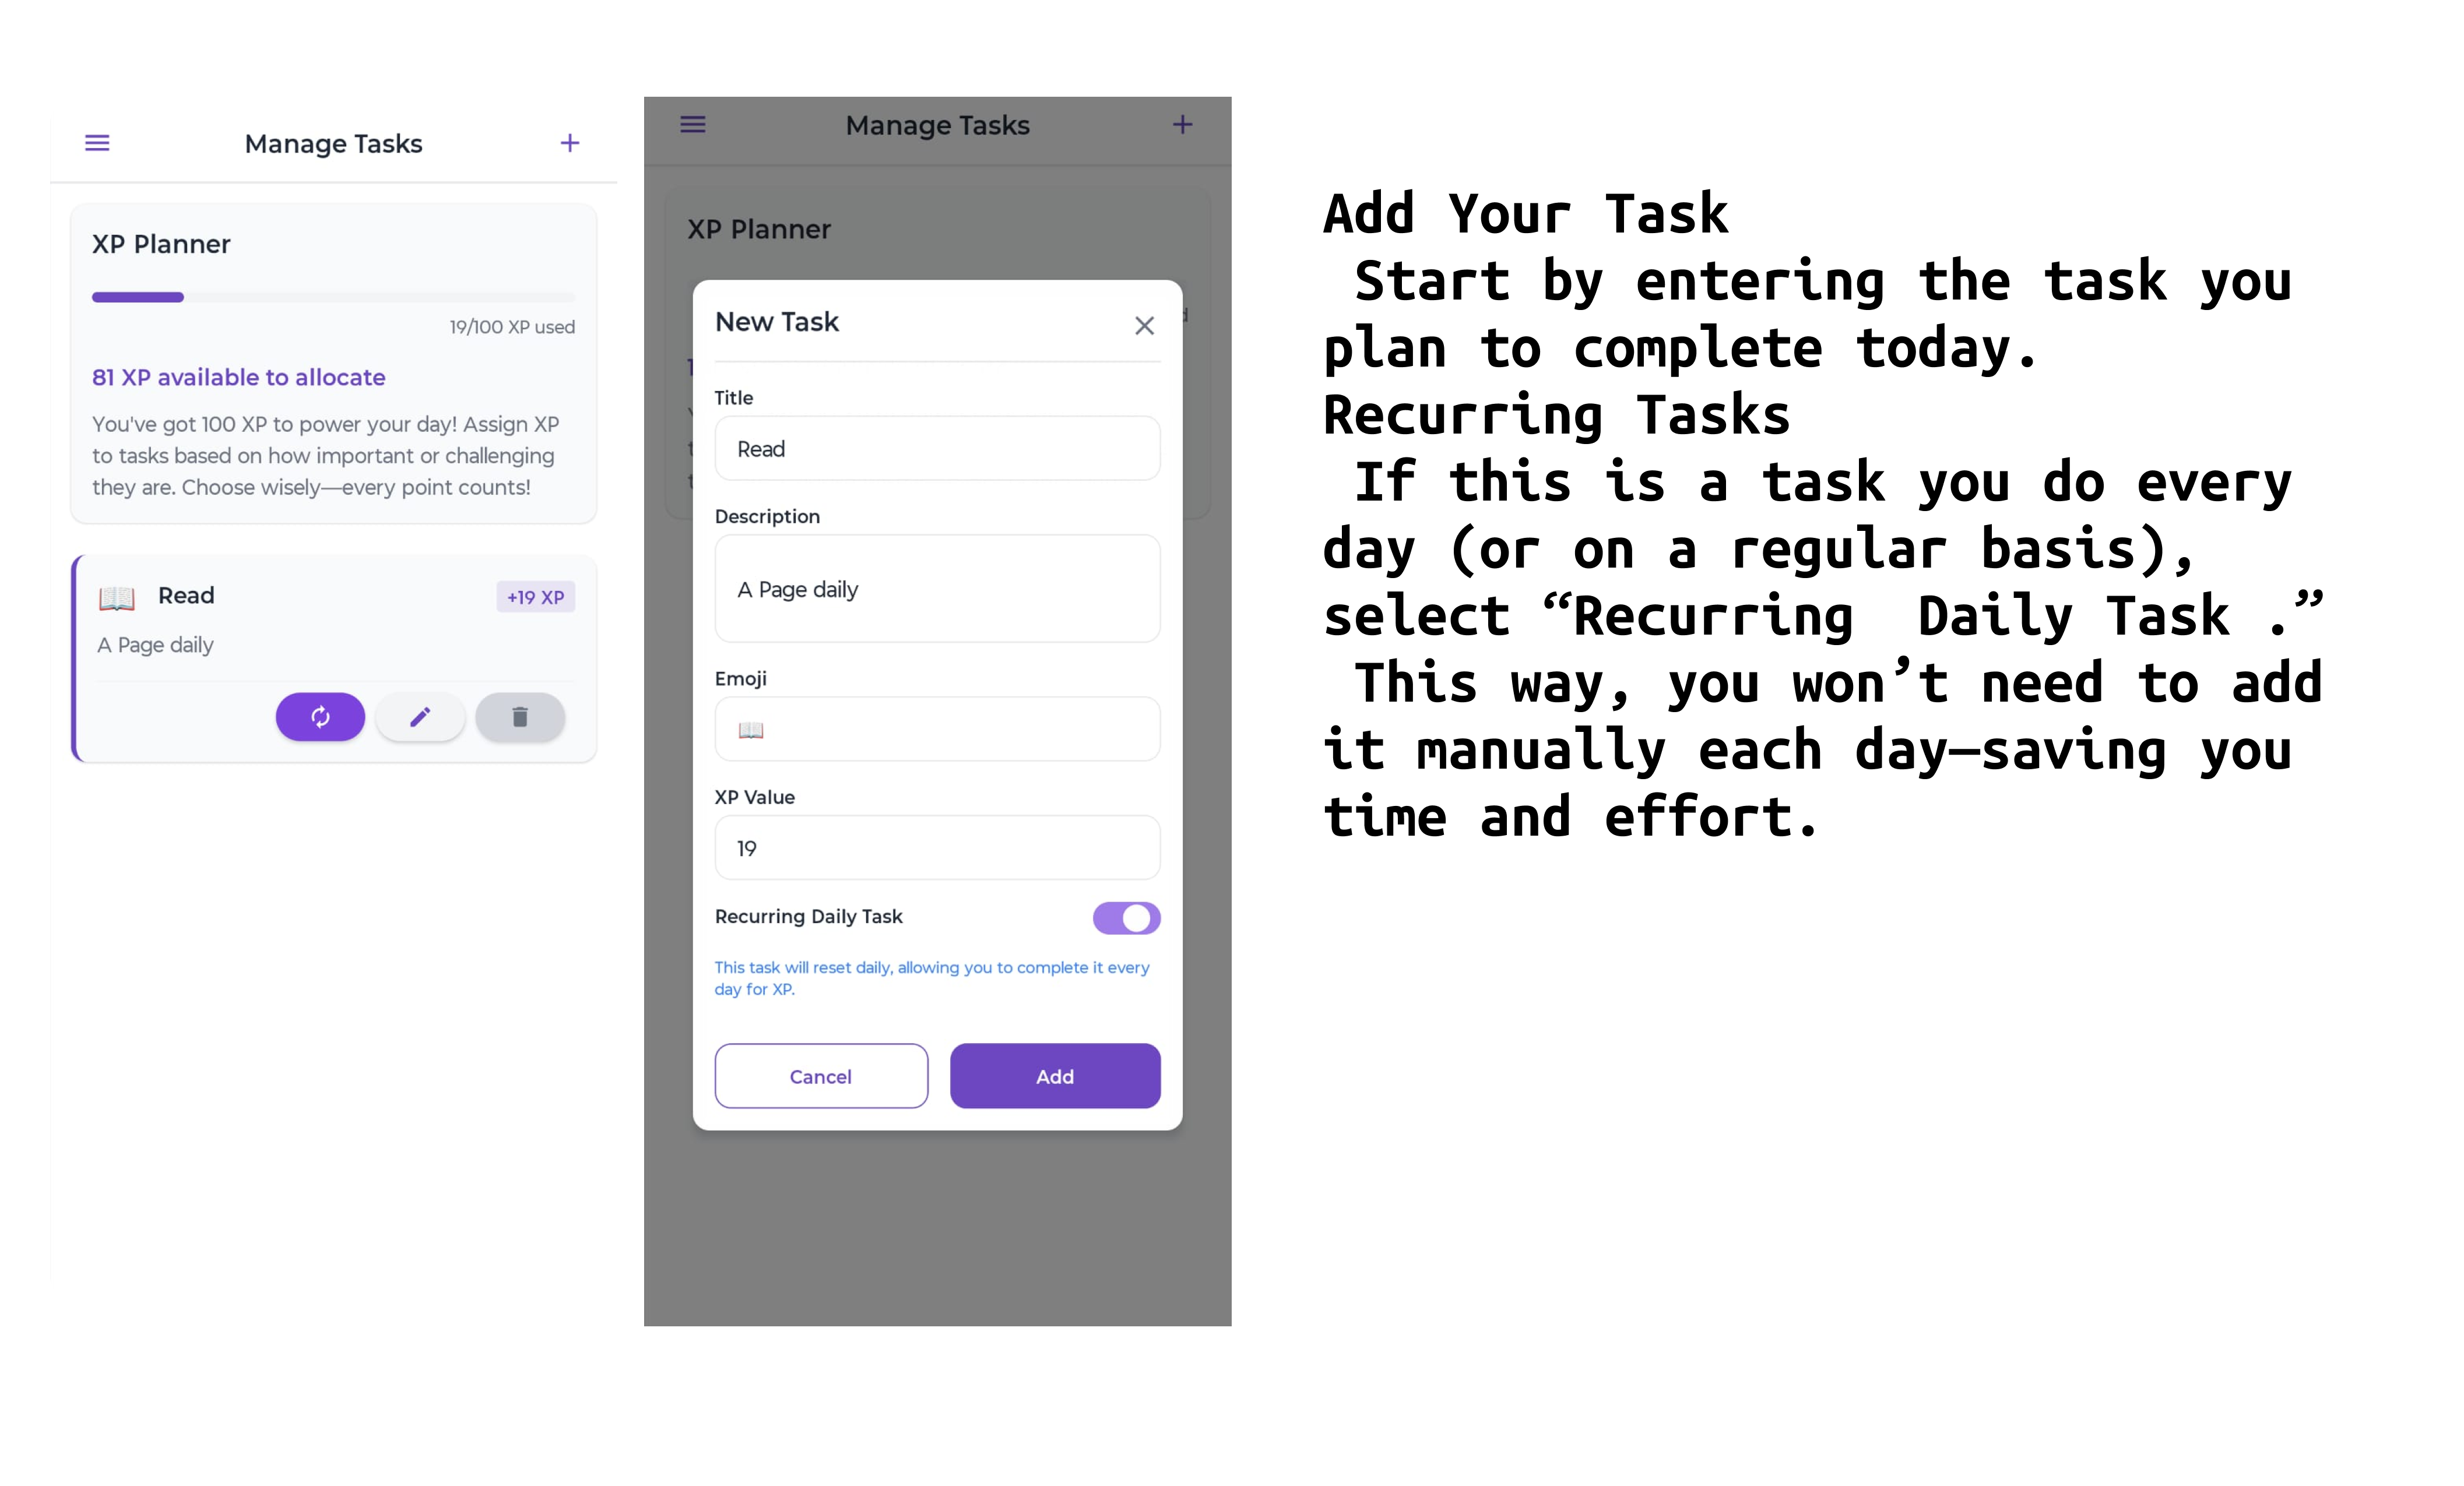 Manage Tasks
XP Planner
19/100 XP used
81 XP available to allocate
You've got 100 XP to power your day! Assign XP
to tasks based on how important or challenging
they are. Choose wisely—every point counts!
📖 Read
+19 XP
A Page daily
Manage Tasks
XP Planner
New Task
Title
Read
Description
A Page daily
Emoji
📖
XP Value
19
Recurring Daily Task
This task will reset daily, allowing you to complete it every
day for XP.
Cancel
Add
Add Your Task
Start by entering the task you
plan to complete today.
Recurring Tasks
If this is a task you do every
day (or on a regular basis),
select “Recurring  Daily Task .”
This way, you won’t need to add
it manually each day—saving you
time and effort.